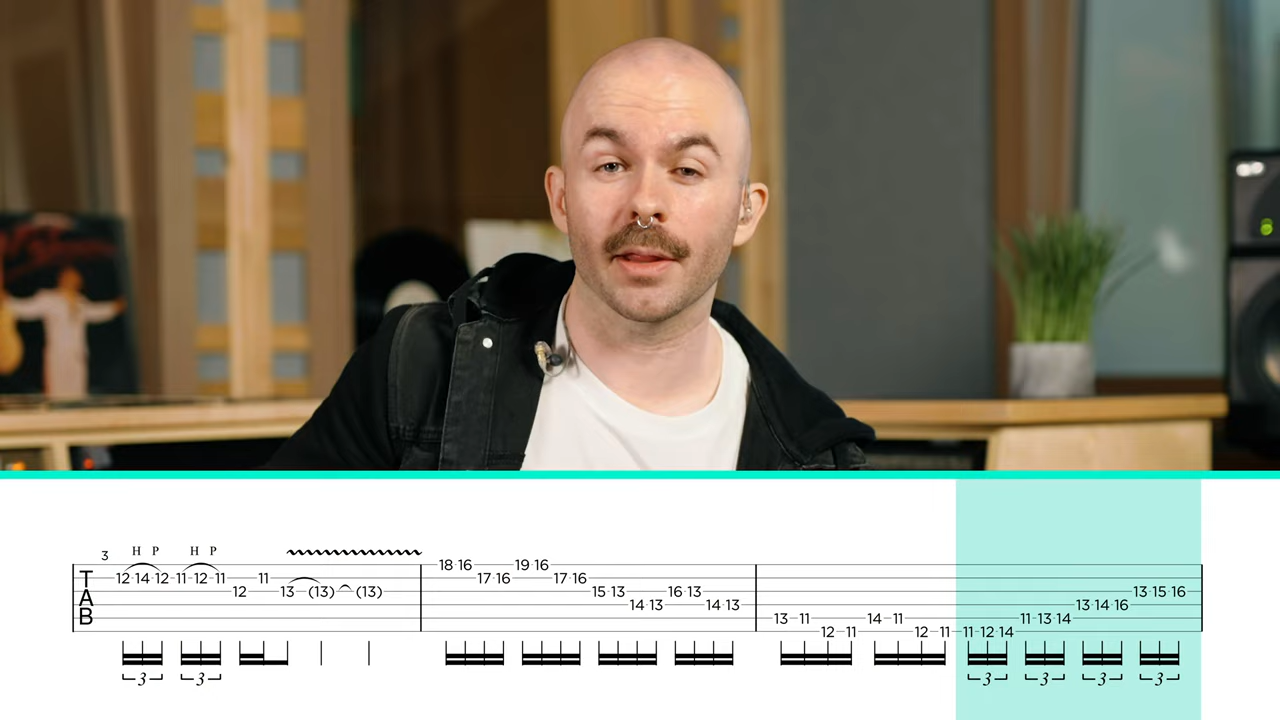 3 H P H P
18 16 19 16
T 12 14 12 11 12 11 11 17 16 17 16
A 12 13 (13) (13) 15 13 16 13 13 15 16
14 13 14 13 13 14 16
B 13 11 14 11 11 13 14
12 11 12 11 11 12 14
3 3 3 3 3 3